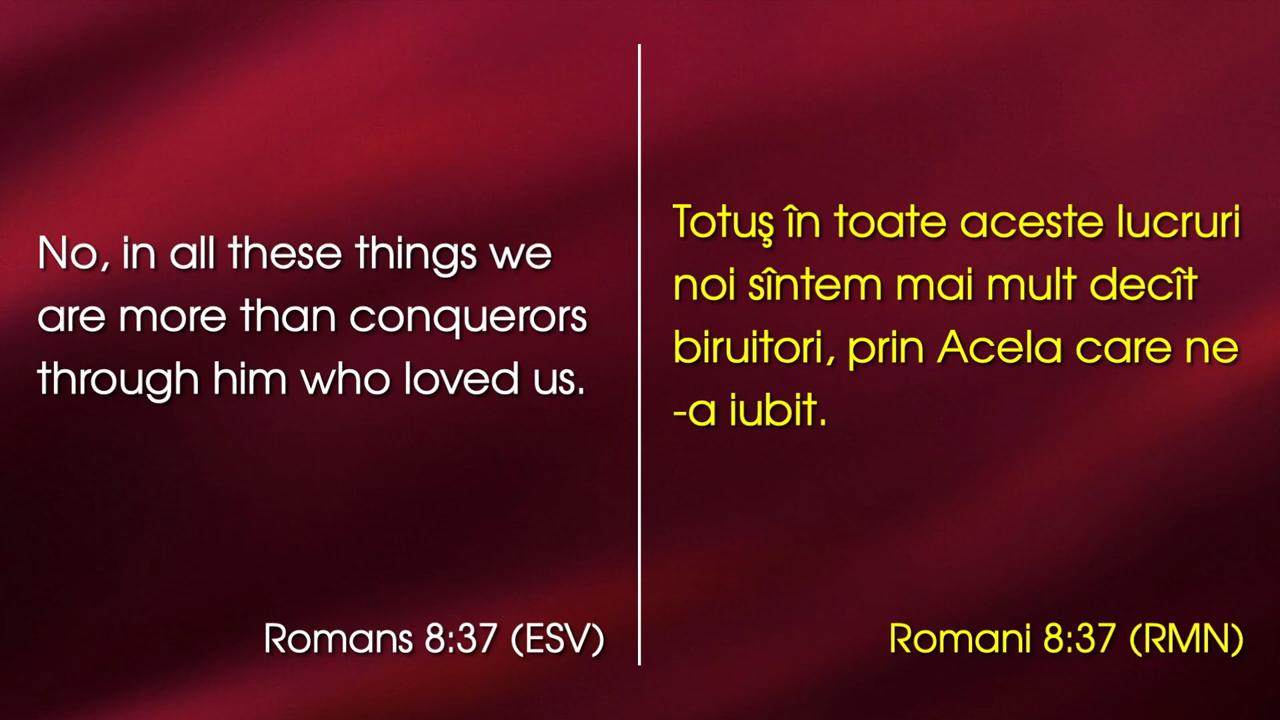 No, in all these things we
are more than conquerors
through him who loved us.
Romans 8:37 (ESV)
Totuş în toate aceste lucruri
noi sîntem mai mult decît
biruitori, prin Acela care ne
-a iubit.
Romani 8:37 (RMN)